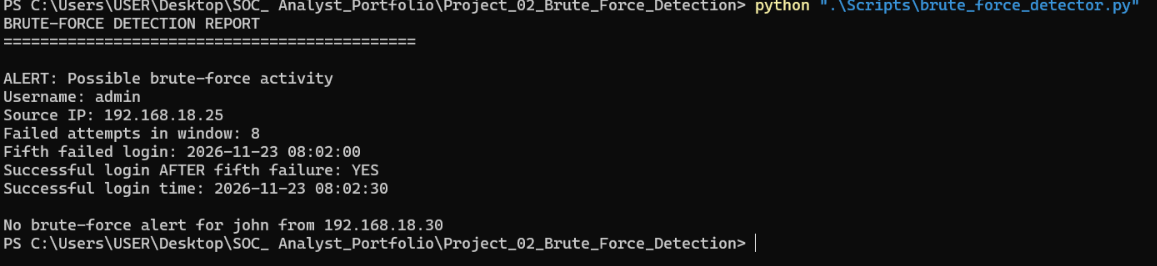 PS C:\Users\USER\Desktop\SOC_ Analyst_Portfolio\Project_02_Brute_Force_Detection> python ".\Scripts\brute_force_detector.py"
BRUTE-FORCE DETECTION REPORT
=============================================
ALERT: Possible brute-force activity
Username: admin
Source IP: 192.168.18.25
Failed attempts in window: 8
Fifth failed login: 2026-11-23 08:02:00
Successful login AFTER fifth failure: YES
Successful login time: 2026-11-23 08:02:30
No brute-force alert for john from 192.168.18.30
PS C:\Users\USER\Desktop\SOC_ Analyst_Portfolio\Project_02_Brute_Force_Detection>